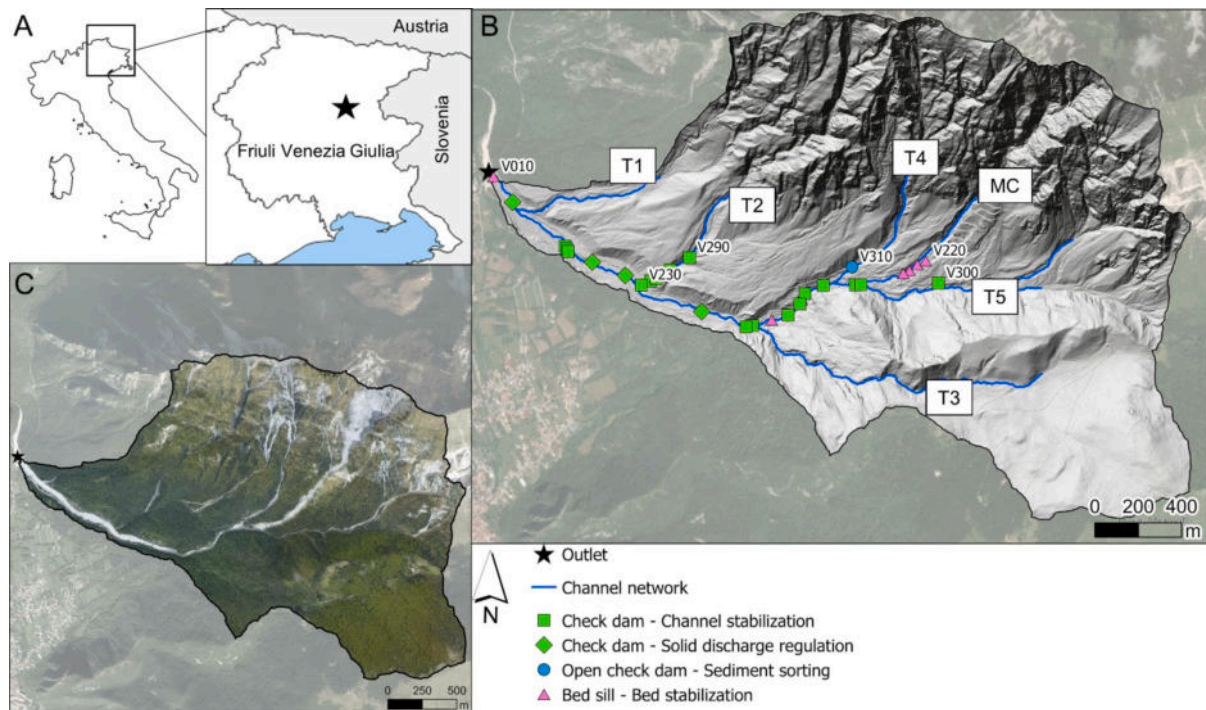 A
Austria
Slovenia
Friuli Venezia Giulia
B
V010
T1
T2
T4
MC
V290
V230
V310
V220
V300
T5
T3
0 200 400
m
C
0 250 500
m
N
Outlet
Channel network
Check dam - Channel stabilization
Check dam - Solid discharge regulation
Open check dam - Sediment sorting
Bed sill - Bed stabilization